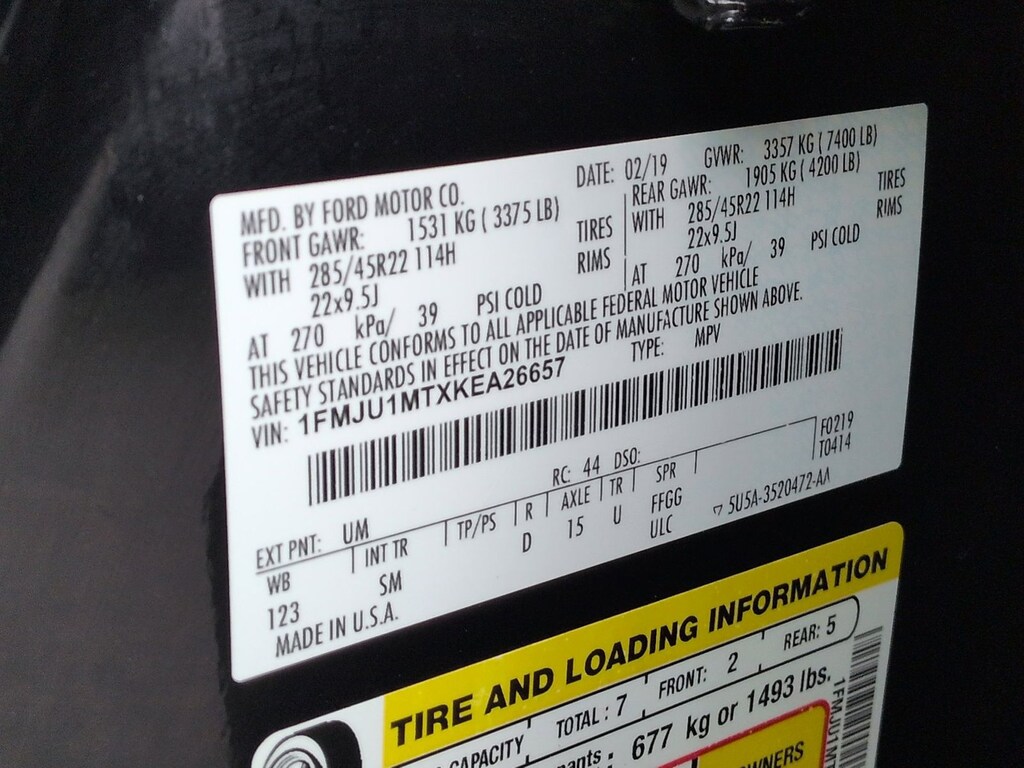 MFD. BY FORD MOTOR CO. DATE: 02/19 GVWR: 3357 KG ( 7400 LB)
FRONT GAWR: 1531 KG ( 3375 LB) REAR GAWR: 1905 KG ( 4200 LB)
WITH 285/45R22 114H TIRES WITH 285/45R22 114H TIRES
22x9.5J RIMS 22x9.5J RIMS
AT 270 kPa/ 39 PSI COLD AT 270 kPa/ 39 PSI COLD
THIS VEHICLE CONFORMS TO ALL APPLICABLE FEDERAL MOTOR VEHICLE
SAFETY STANDARDS IN EFFECT ON THE DATE OF MANUFACTURE SHOWN ABOVE.
VIN: 1FMJU1MTXKEA26657 TYPE: MPV
F0219
T0414
EXT PNT: UM RC: 44 DSO:
WB INT TR TP/PS R AXLE TR SPR
123 SM D 15 U FFGG
ULC
5U5A-3520472-AA
MADE IN U.S.A.
TIRE AND LOADING INFORMATION
CAPACITY TOTAL : 7 FRONT: 2 REAR: 5
pants : 677 kg or 1493 lbs.
WNERS
1FMJU1MT